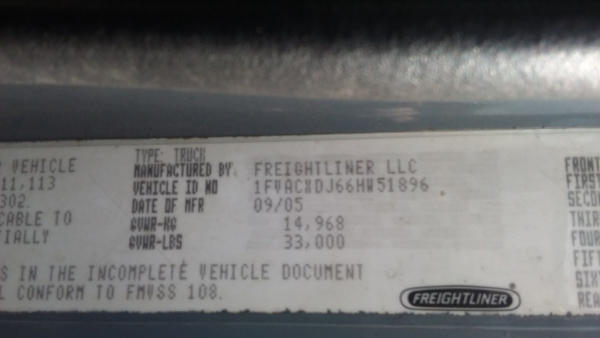 TYPE: TRUCK
VEHICLE MANUFACTURED BY FREIGHTLINER LLC FRONT
11,113 VEHICLE ID NO 1FVACXDJ66HW51896 FIRST
302. DATE OF MFR 09/05 SECO
CABLE TO GVWR-KG 14,968 THIR
TIALLY GVWR-LBS 33,000 FOUR
FIFT
S IN THE INCOMPLETE VEHICLE DOCUMENT SIXT
L CONFORM TO FMVSS 108. REA
FREIGHTLINER